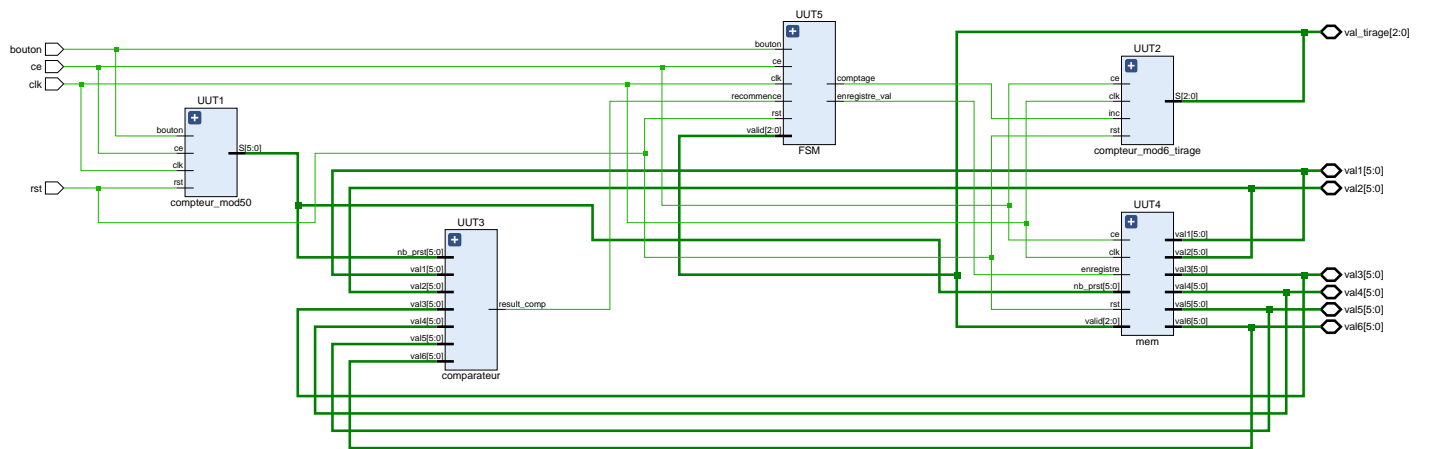 bouton
ce
clk
rst
UUT1
bouton
ce
clk
rst
S[5:0]
compteur_mod50
UUT3
nb_prst[5:0]
val1[5:0]
val2[5:0]
val3[5:0]
val4[5:0]
val5[5:0]
val6[5:0]
result_comp
comparateur
UUT5
bouton
ce
clk
recommence
rst
valid[2:0]
comptage
enregistre_val
FSM
UUT2
ce
clk
inc
rst
S[2:0]
compteur_mod6_tirage
UUT4
ce
clk
enregistre
nb_prst[5:0]
rst
valid[2:0]
val1[5:0]
val2[5:0]
val3[5:0]
val4[5:0]
val5[5:0]
val6[5:0]
mem
val_tirage[2:0]
val1[5:0]
val2[5:0]
val3[5:0]
val4[5:0]
val5[5:0]
val6[5:0]